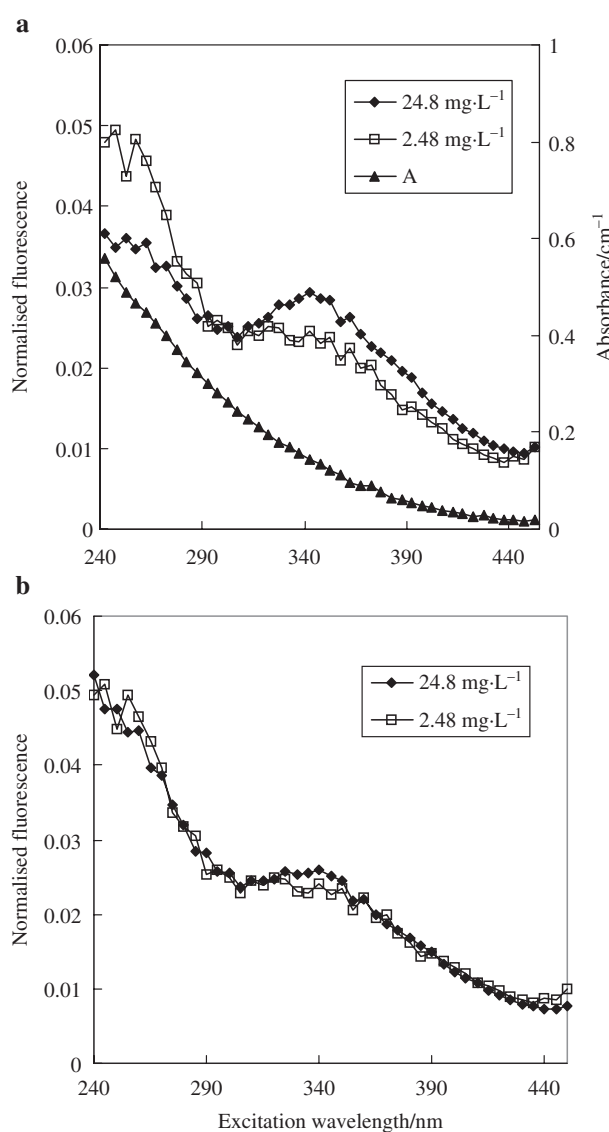 a
0.06
0.05
0.04
0.03
0.02
0.01
0
Normalised fluorescence
1
0.8
0.6
0.4
0.2
0
Absorbance/cm⁻¹
24.8 mg·L⁻¹
2.48 mg·L⁻¹
A
240 290 340 390 440
b
0.06
0.05
0.04
0.03
0.02
0.01
0
Normalised fluorescence
24.8 mg·L⁻¹
2.48 mg·L⁻¹
240 290 340 390 440
Excitation wavelength/nm